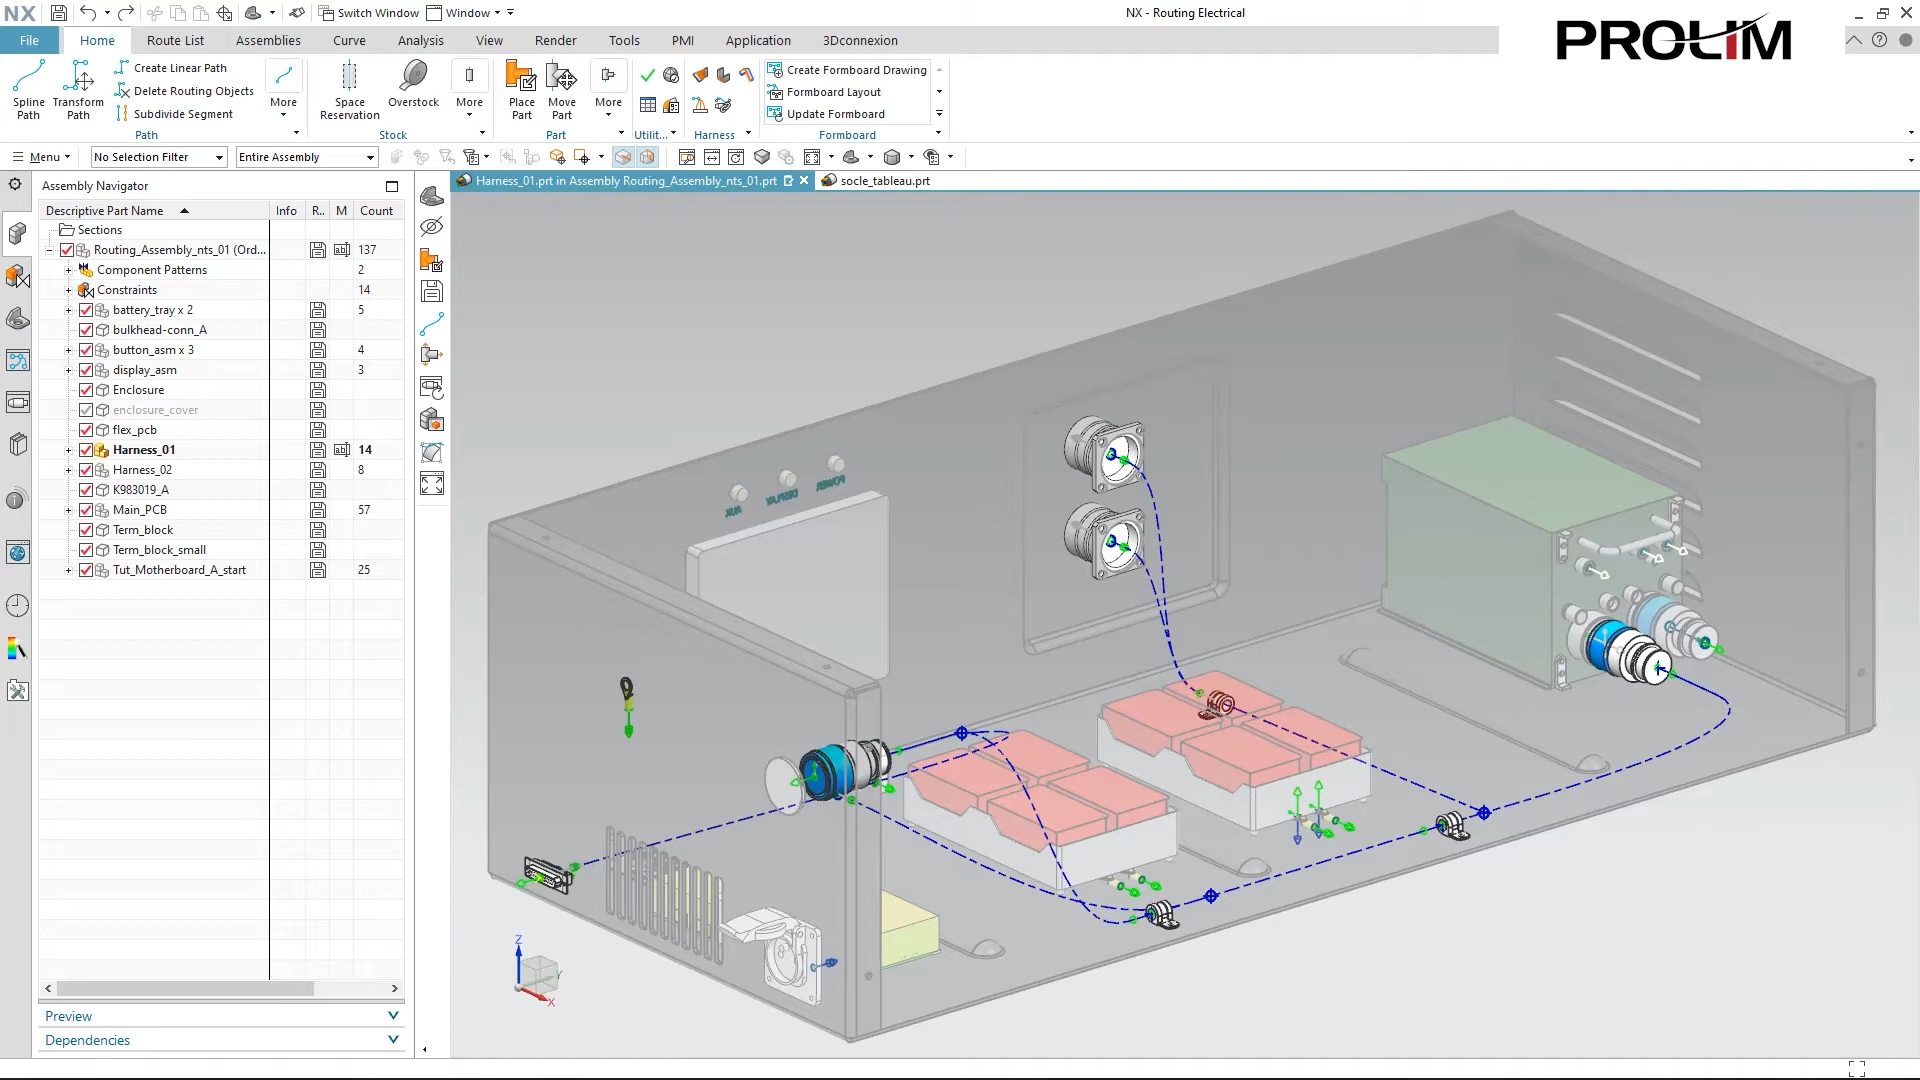 NX
Switch Window
Window
NX - Routing Electrical
PROLIM
File
Home
Route List
Assemblies
Curve
Analysis
View
Render
Tools
PMI
Application
3Dconnexion
Spline Path
Transform Path
Create Linear Path
Delete Routing Objects
Subdivide Segment
More
Path
Space Reservation
Overstock
More
Stock
Place Part
Move Part
More
Part
Utilit...
Harness
Create Formboard Drawing
Formboard Layout
Update Formboard
Formboard
Menu
No Selection Filter
Entire Assembly
Assembly Navigator
Harness_01.prt in Assembly Routing_Assembly_nts_01.prt
socle_tableau.prt
Descriptive Part Name Info R.. M Count
Sections
Routing_Assembly_nts_01 (Ord... 137
Component Patterns 2
Constraints 14
battery_tray x 2 5
bulkhead-conn_A
button_asm x 3 4
display_asm 3
Enclosure
enclosure_cover
flex_pcb
Harness_01 14
Harness_02 8
K983019_A
Main_PCB 57
Term_block
Term_block_small
Tut_Motherboard_A_start 25
Preview
Dependencies
AUX
DISPLAY
POWER
Z
Y
X